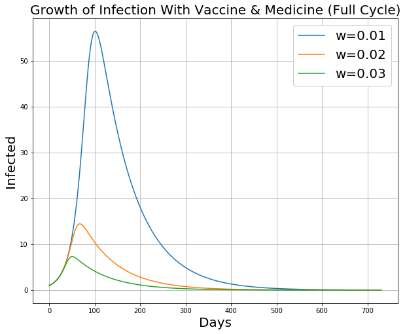 Growth of Infection With Vaccine & Medicine (Full Cycle)
w=0.01
w=0.02
w=0.03
Infected
50
40
30
20
10
0
0 100 200 300 400 500 600 700
Days